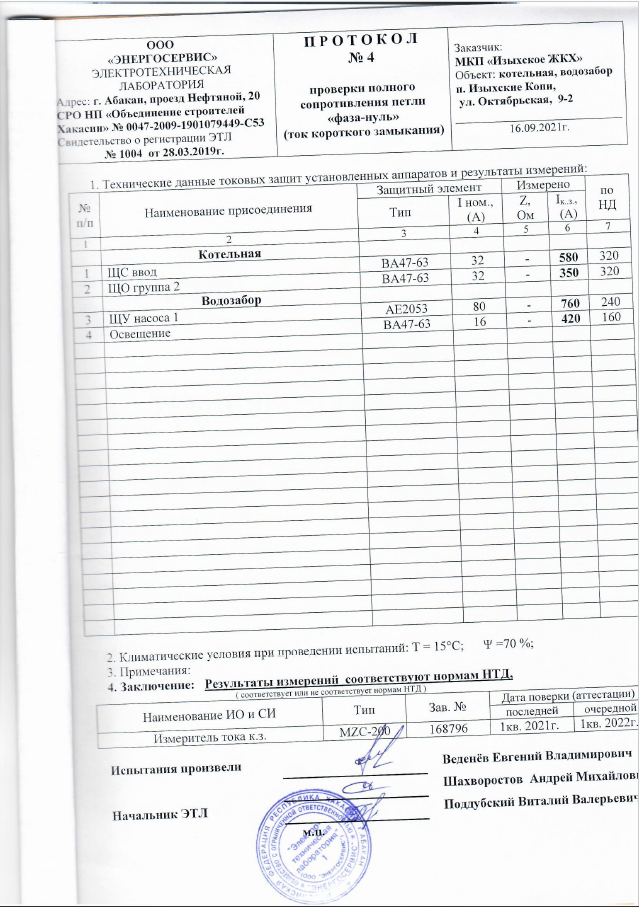 ООО
«ЭНЕРГОСЕРВИС»
ЭЛЕКТРОТЕХНИЧЕСКАЯ
ЛАБОРАТОРИЯ
Адрес: г. Абакан, проезд Нефтяной, 20
СРО НП «Объединение строителей
Хакасии» № 0047-2009-1901079449-С53
Свидетельство о регистрации ЭТЛ
№ 1004 от 28.03.2019г.
П Р О Т О К О Л
№ 4
проверки полного
сопротивления петли
«фаза-нуль»
(ток короткого замыкания)
Заказчик:
МКП «Изыхское ЖКХ»
Объект: котельная, водозабор
п. Изыхские Копи,
ул. Октябрьская, 9-2
16.09.2021г.
1. Технические данные токовых защит установленных аппаратов и результаты измерений:
№ п/п Наименование присоединения Защитный элемент Измерено по НД
Тип I ном., (А) Z, Ом Iк.з., (А)
1 2 3 4 5 6 7
Котельная
1 ЩС ввод ВА47-63 32 - 580 320
2 ЩО группа 2 ВА47-63 32 - 350 320
Водозабор
3 ЩУ насоса 1 АЕ2053 80 - 760 240
4 Освещение ВА47-63 16 - 420 160
2. Климатические условия при проведении испытаний: Т = 15°С; Ψ =70 %;
3. Примечания:
4. Заключение: Результаты измерений соответствуют нормам НТД.
( соответствует или не соответствует нормам НТД )
Наименование ИО и СИ Тип Зав. № Дата поверки (аттестации)
последней очередной
Измеритель тока к.з. MZC-200 168796 1кв. 2021г. 1кв. 2022г.
Испытания произвели
Веденёв Евгений Владимирович
Шахворостов Андрей Михайлов
Начальник ЭТЛ
Поддубский Виталий Валерьевич
м.п.
"Электро-
техническая
лаборатория"
1
ООО "Энергосервис"